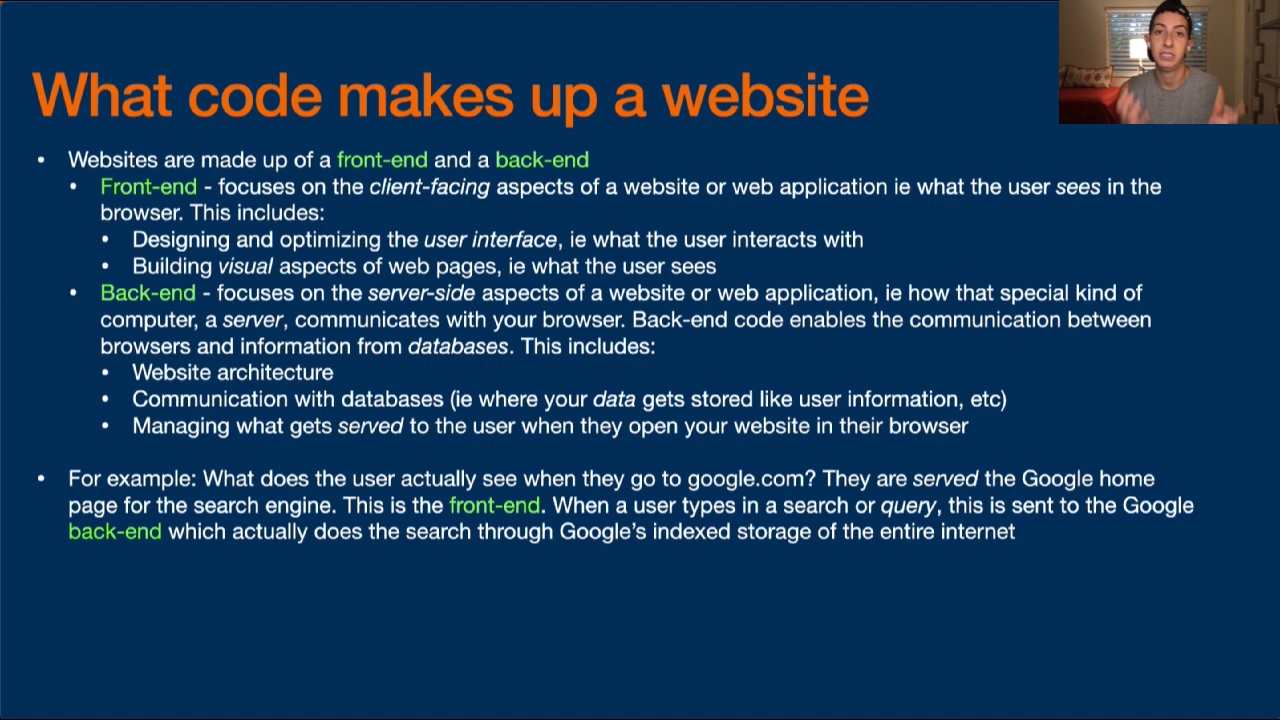 What code makes up a website
• Websites are made up of a front-end and a back-end
• Front-end - focuses on the client-facing aspects of a website or web application ie what the user sees in the
browser. This includes:
• Designing and optimizing the user interface, ie what the user interacts with
• Building visual aspects of web pages, ie what the user sees
• Back-end - focuses on the server-side aspects of a website or web application, ie how that special kind of
computer, a server, communicates with your browser. Back-end code enables the communication between
browsers and information from databases. This includes:
• Website architecture
• Communication with databases (ie where your data gets stored like user information, etc)
• Managing what gets served to the user when they open your website in their browser
• For example: What does the user actually see when they go to google.com? They are served the Google home
page for the search engine. This is the front-end. When a user types in a search or query, this is sent to the Google
back-end which actually does the search through Google's indexed storage of the entire internet